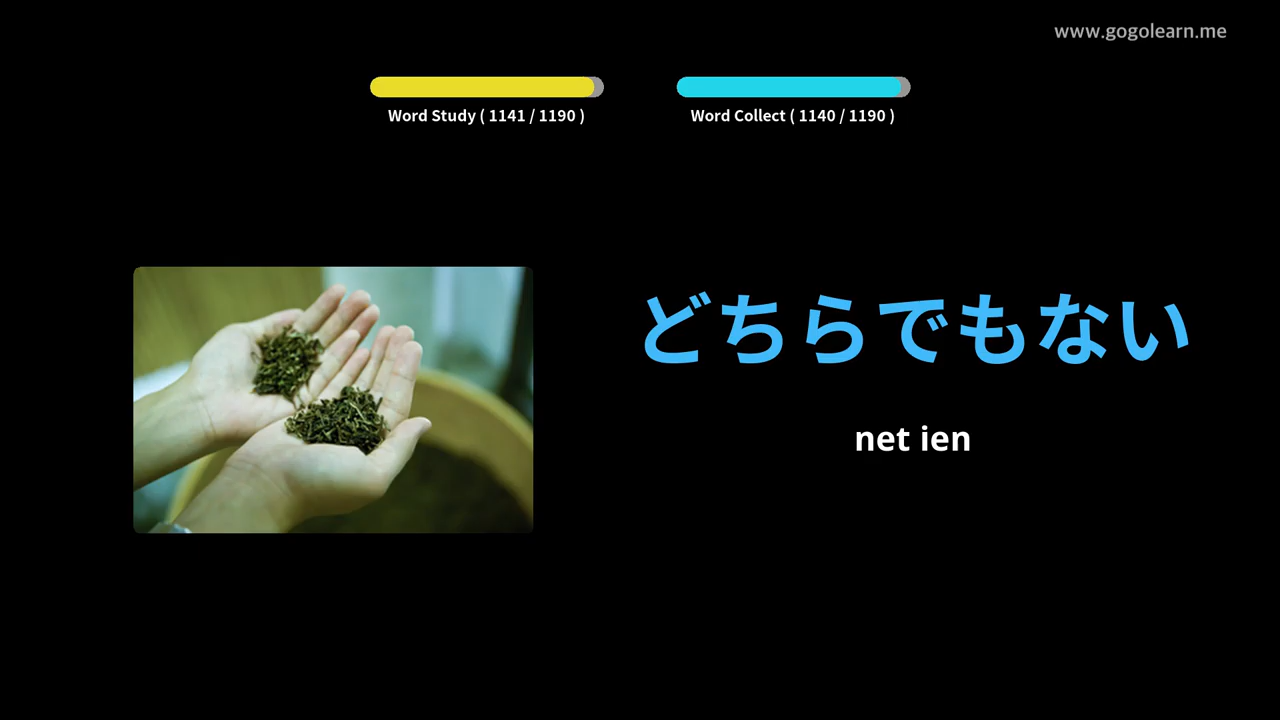 www.gogolearn.me
Word Study ( 1141 / 1190 )
Word Collect ( 1140 / 1190 )
どちらでもない
net ien